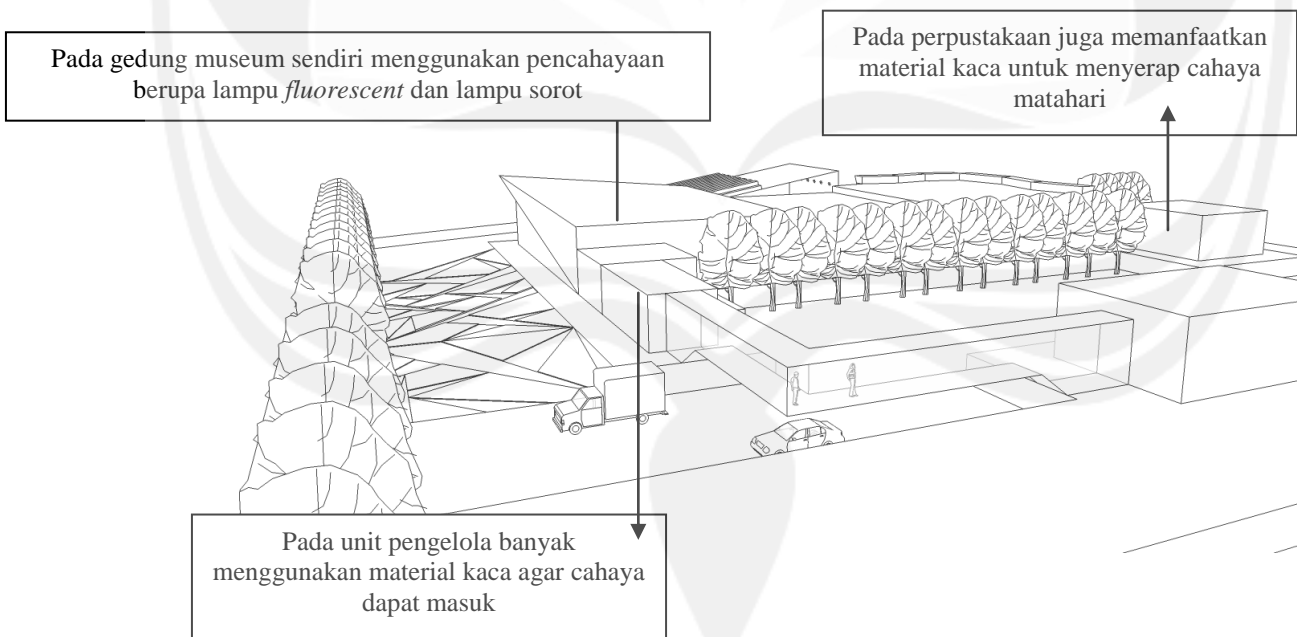 Pada gedung museum sendiri menggunakan pencahayaan
berupa lampu fluorescent dan lampu sorot
Pada perpustakaan juga memanfaatkan
material kaca untuk menyerap cahaya
matahari
Pada unit pengelola banyak
menggunakan material kaca agar cahaya
dapat masuk